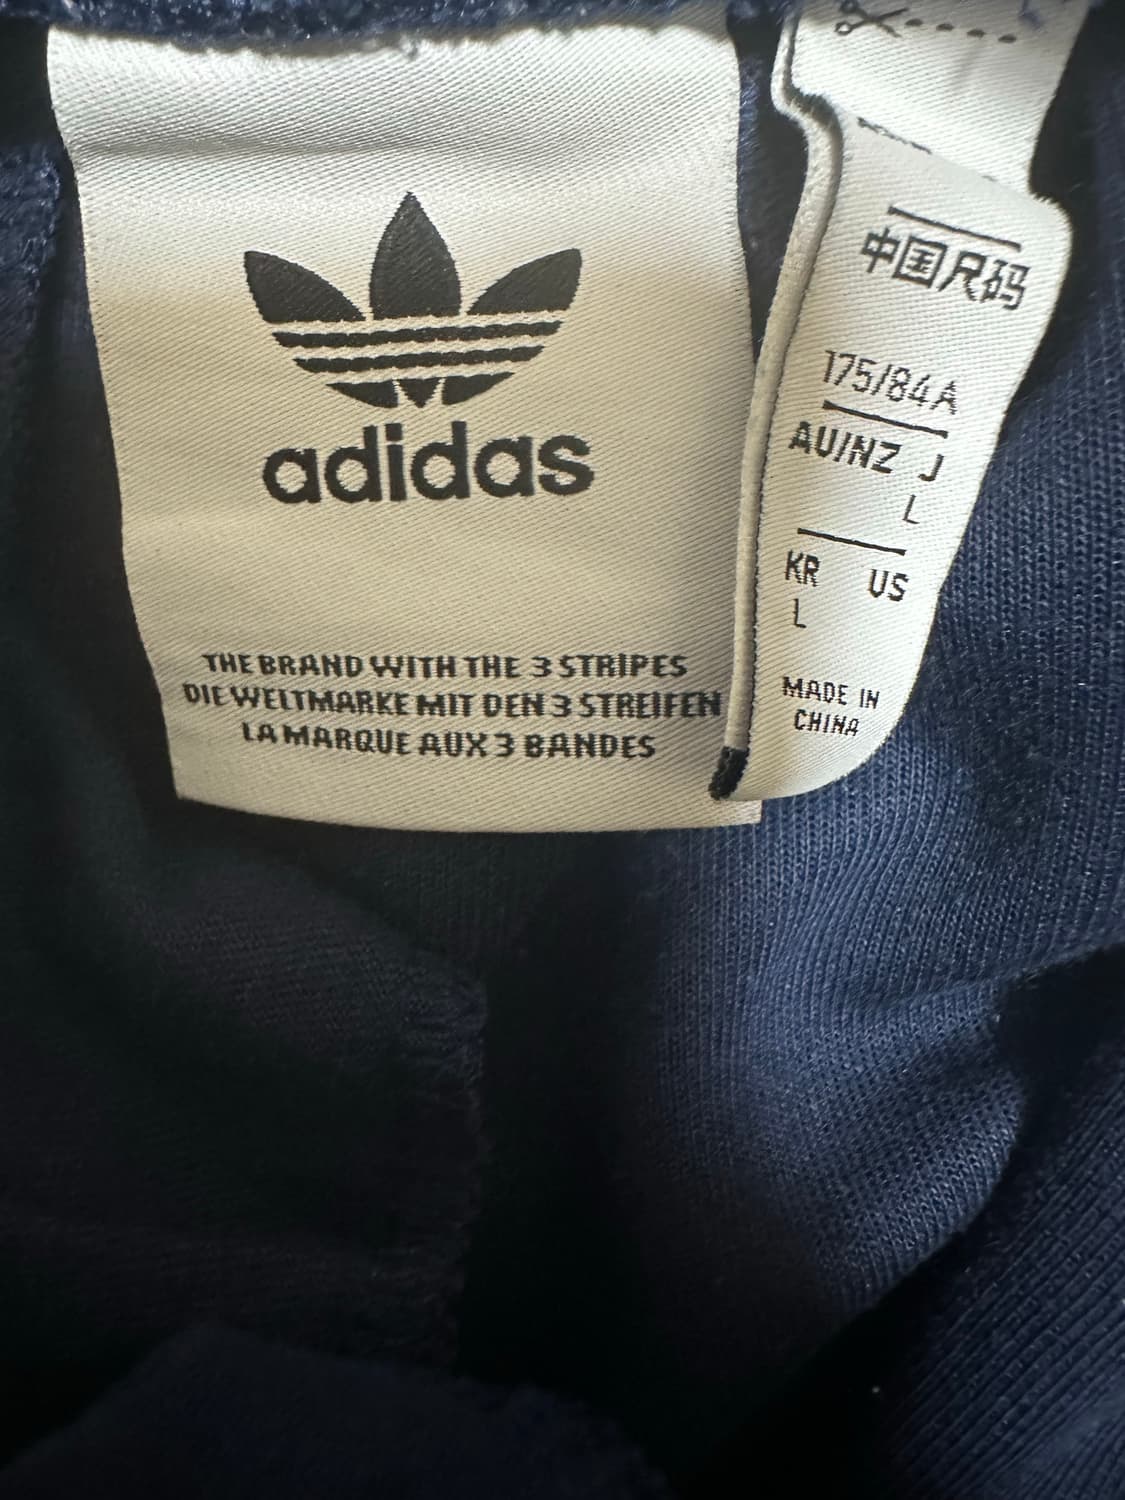 adidas
THE BRAND WITH THE 3 STRIPES
DIE WELTMARKE MIT DEN 3 STREIFEN
LA MARQUE AUX 3 BANDES
中国尺码
175/84A
AU/NZ J
L
KR US
L
MADE IN
CHINA